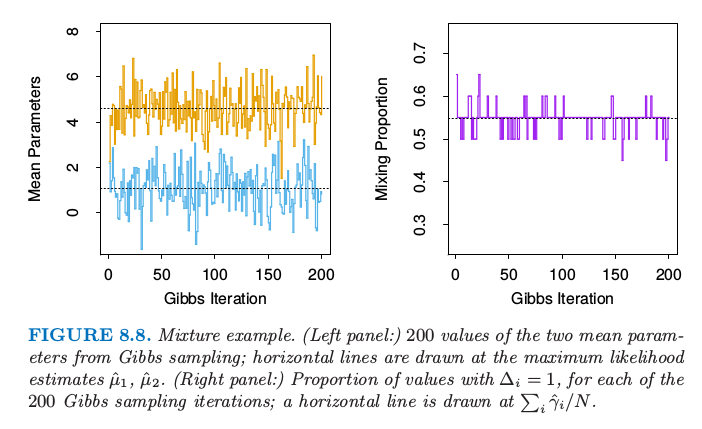 8
6
4
2
0
Mean Parameters
0 50 100 150 200
Gibbs Iteration
0.7
0.6
0.5
0.4
0.3
Mixing Proportion
0 50 100 150 200
Gibbs Iteration
FIGURE 8.8. Mixture example. (Left panel:) 200 values of the two mean param-
eters from Gibbs sampling; horizontal lines are drawn at the maximum likelihood
estimates μ̂₁, μ̂₂. (Right panel:) Proportion of values with Δᵢ = 1, for each of the
200 Gibbs sampling iterations; a horizontal line is drawn at ∑ᵢ γ̂ᵢ/N.